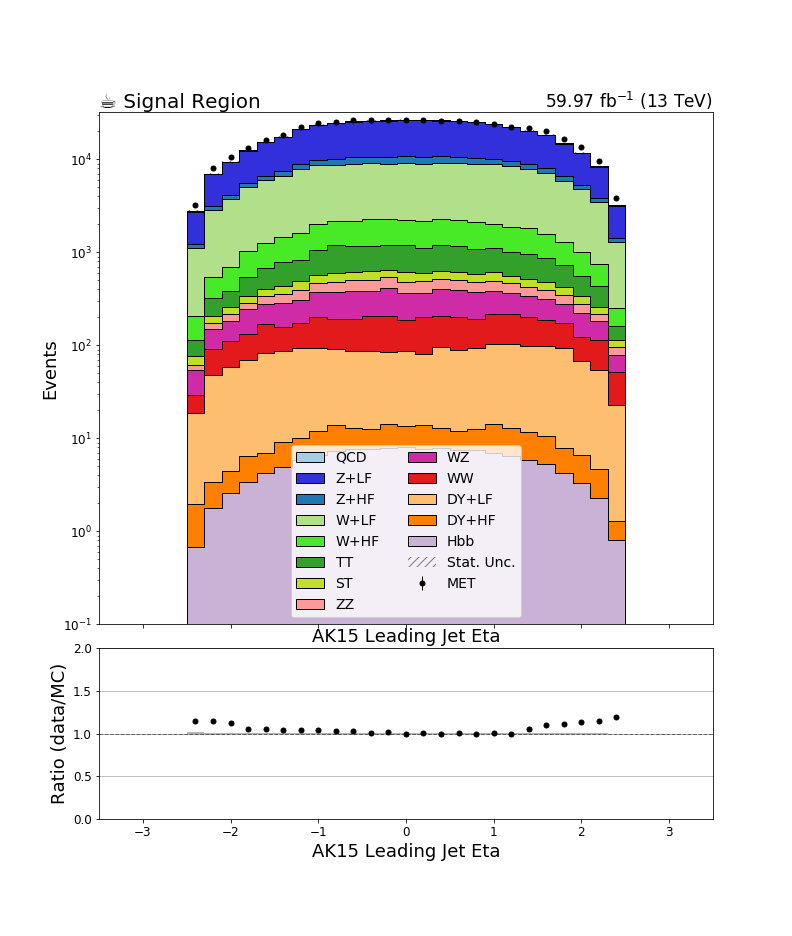 ☕ Signal Region 59.97 fb⁻¹ (13 TeV)
10⁴
10³
10²
10¹
10⁰
10⁻¹
Events
QCD
Z+LF
Z+HF
W+LF
W+HF
TT
ST
ZZ
WZ
WW
DY+LF
DY+HF
Hbb
Stat. Unc.
MET
AK15 Leading Jet Eta
2.0
1.5
1.0
0.5
0.0
Ratio (data/MC)
−3 −2 −1 0 1 2 3
AK15 Leading Jet Eta